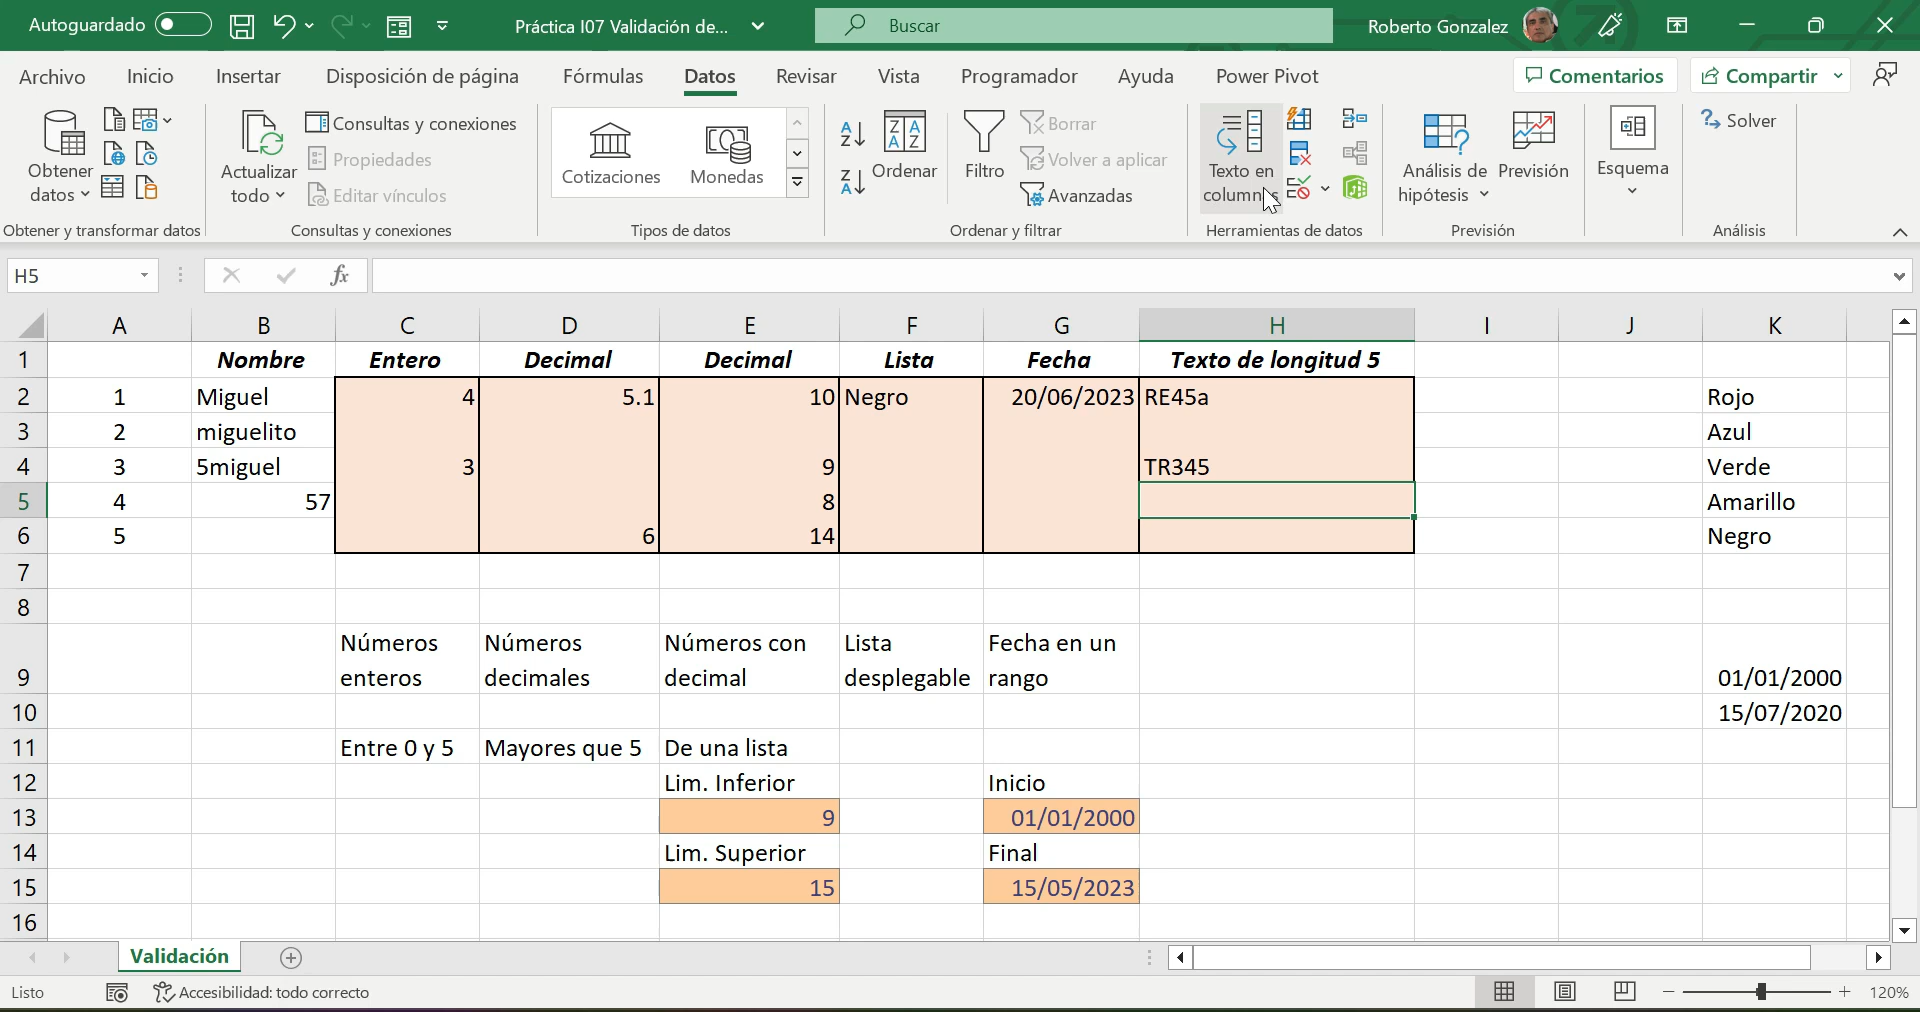 Autoguardado
Práctica I07 Validación de...
Buscar
Roberto Gonzalez
Archivo Inicio Insertar Disposición de página Fórmulas Datos Revisar Vista Programador Ayuda Power Pivot Comentarios Compartir
Obtener datos
Obtener y transformar datos
Actualizar todo
Consultas y conexiones
Propiedades
Editar vínculos
Consultas y conexiones
Cotizaciones Monedas
Tipos de datos
Ordenar
Filtro
Borrar
Volver a aplicar
Avanzadas
Ordenar y filtrar
Texto en
columnas
Herramientas de datos
Análisis de
hipótesis
Previsión
Previsión
Esquema
Solver
Análisis
H5
fx
A B C D E F G H I J K
1 Nombre Entero Decimal Decimal Lista Fecha Texto de longitud 5
2 1 Miguel 4 5.1 10 Negro 20/06/2023 RE45a Rojo
3 2 miguelito Azul
4 3 5miguel 3 9 TR345 Verde
5 4 57 8 Amarillo
6 5 6 14 Negro
7
8
Números Números Números con Lista Fecha en un
9 enteros decimales decimal desplegable rango 01/01/2000
10 15/07/2020
11 Entre 0 y 5 Mayores que 5 De una lista
12 Lim. Inferior Inicio
13 9 01/01/2000
14 Lim. Superior Final
15 15 15/05/2023
16
Validación
Listo
Accesibilidad: todo correcto
120%